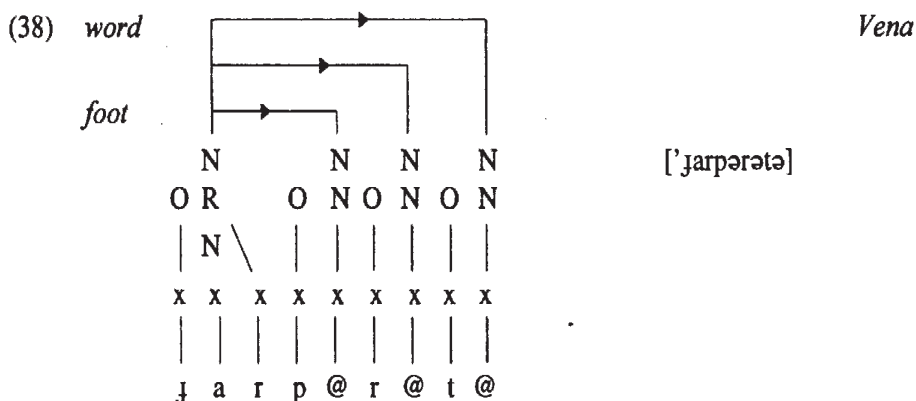 (38) word Vena
foot
N N N N ['ɟarpərətə]
O R O N O N O N
N
x x x x x x x x x
ɟ a r p @ r @ t @